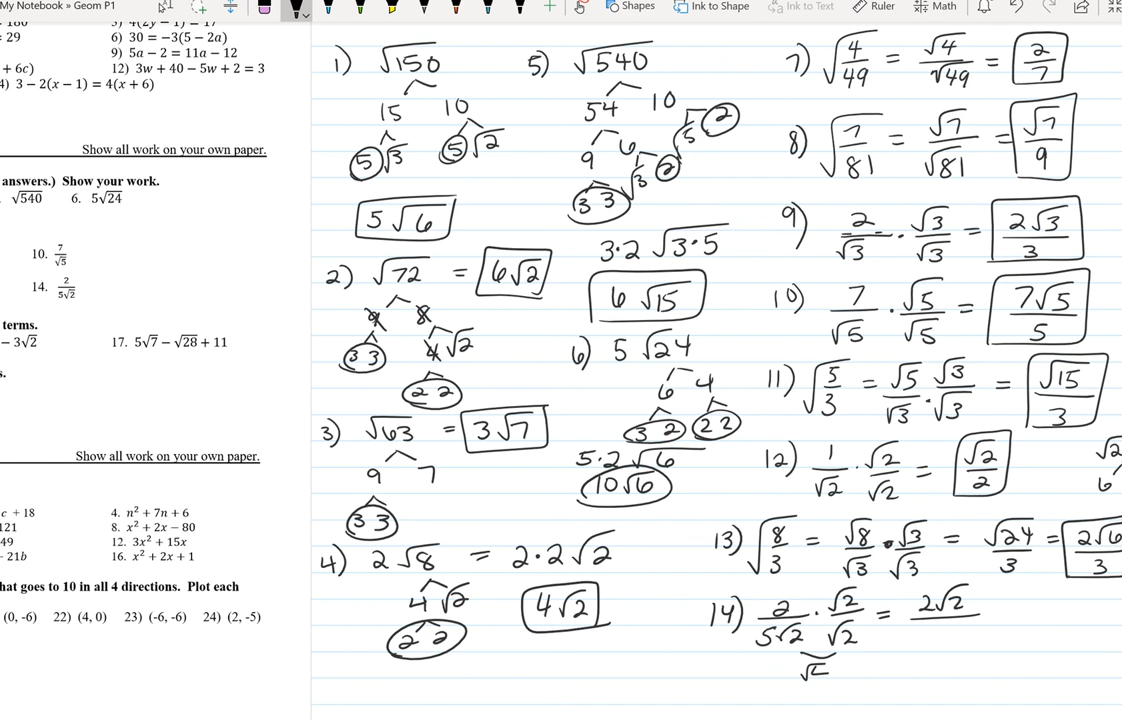 My Notebook » Geom P1
Shapes
Ink to Shape
Ink to Text
Ruler
Math
= 29
6) 30 = −3(5 − 2a)
9) 5a − 2 = 11a − 12
+ 6c)
12) 3w + 40 − 5w + 2 = 3
4) 3 − 2(x − 1) = 4(x + 6)
Show all work on your own paper.
answers.) Show your work.
√540 6. 5√24
10. 7/√5
14. 2/5√2
terms.
− 3√2 17. 5√7 − √28 + 11
s.
Show all work on your own paper.
c + 18 4. n² + 7n + 6
121 8. x² + 2x − 80
49 12. 3x² + 15x
- 21b 16. x² + 2x + 1
hat goes to 10 in all 4 directions. Plot each
(0, -6) 22) (4, 0) 23) (-6, -6) 24) (2, -5)
1) √150
15 10
5 √3 5 √2
5√6
2) √72 = 6√2
9 8
3 3 4 √2
2 2
3) √63 = 3√7
9 7
3 3
4) 2√8 = 2·2√2
4 √2 4√2
2 2
5) √540
54 10
9 6 √5 2
3 3 √3 2
3·2 √3·5
6√15
6) 5√24
6 4
3 2 2 2
5·2√6
10√6
7) √4/49 = √4/√49 = 2/7
8) √7/81 = √7/√81 = √7/9
9) 2/√3 · √3/√3 = 2√3/3
10) 7/√5 · √5/√5 = 7√5/5
11) √5/3 = √5/√3 · √3/√3 = √15/3
12) 1/√2 · √2/√2 = √2/2
√2
6
13) √8/3 = √8/√3 · √3/√3 = √24/3 = 2√6/3
14) 2/5√2 · √2/√2 = 2√2